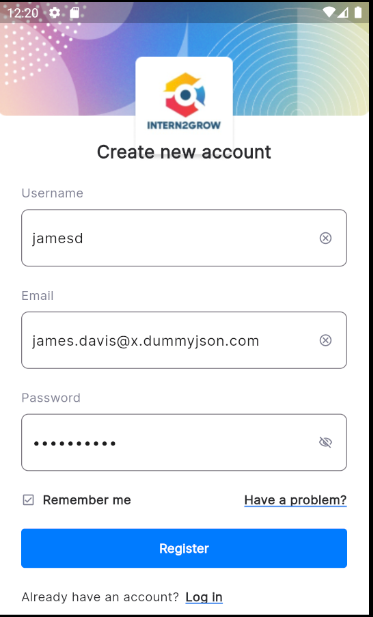 12:20
INTERN2GROW
Create new account
Username
jamesd
Email
james.davis@x.dummyjson.com
Password
••••••••••
Remember me Have a problem?
Register
Already have an account? Log In